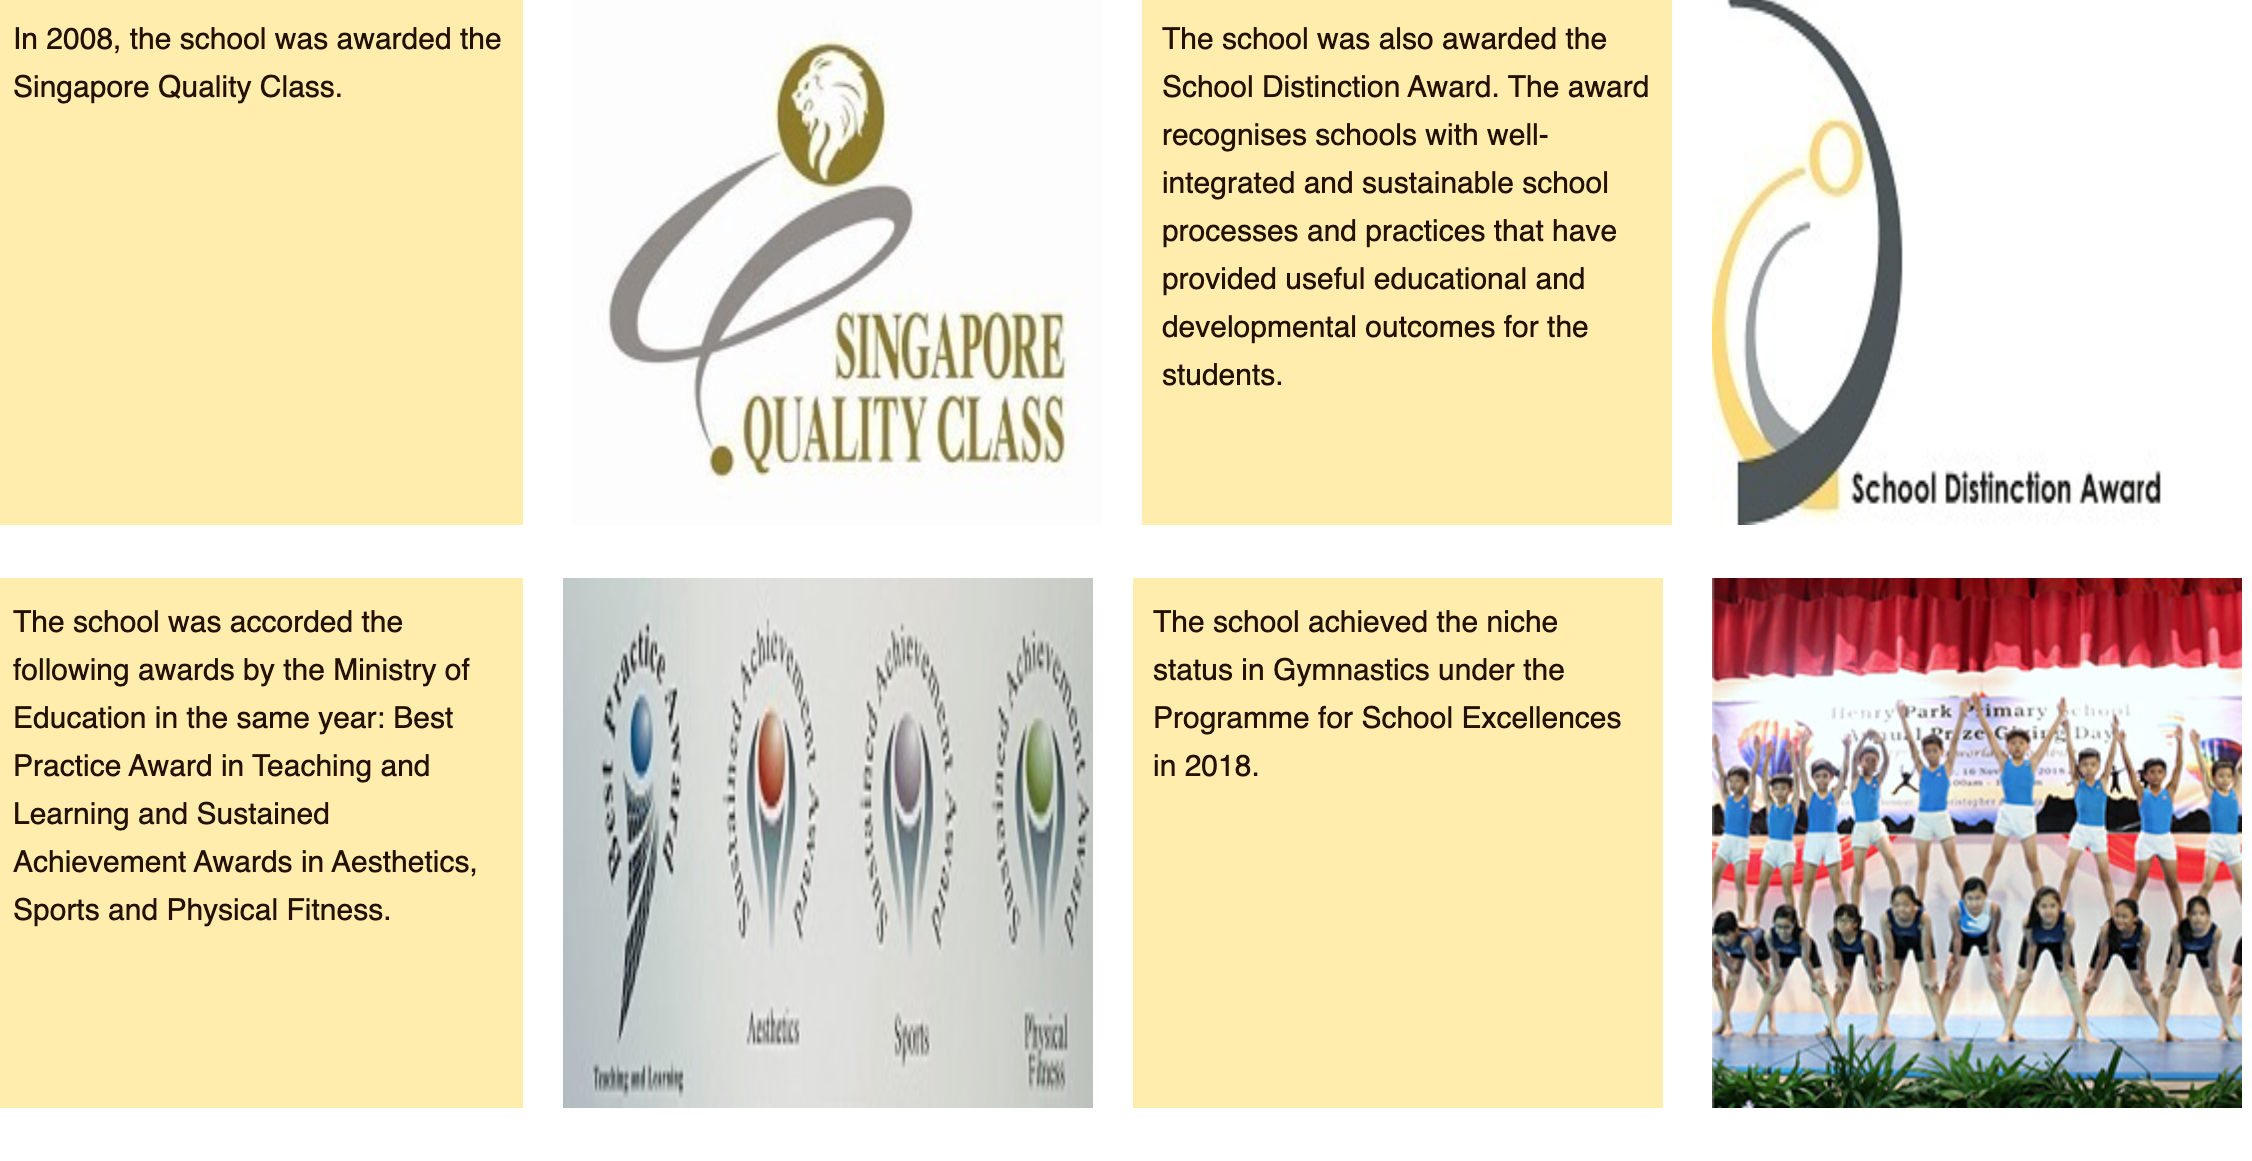 In 2008, the school was awarded the
Singapore Quality Class.
SINGAPORE
QUALITY CLASS
The school was also awarded the
School Distinction Award. The award
recognises schools with well-
integrated and sustainable school
processes and practices that have
provided useful educational and
developmental outcomes for the
students.
School Distinction Award
The school was accorded the
following awards by the Ministry of
Education in the same year: Best
Practice Award in Teaching and
Learning and Sustained
Achievement Awards in Aesthetics,
Sports and Physical Fitness.
Best Practice Award
Teaching and Learning
Sustained Achievement Award
Aesthetics
Sustained Achievement Award
Sports
Sustained Achievement Award
Physical
Fitness
The school achieved the niche
status in Gymnastics under the
Programme for School Excellences
in 2018.
Henry Park Primary School
Annual Prize Giving Day
16 Nov 2018